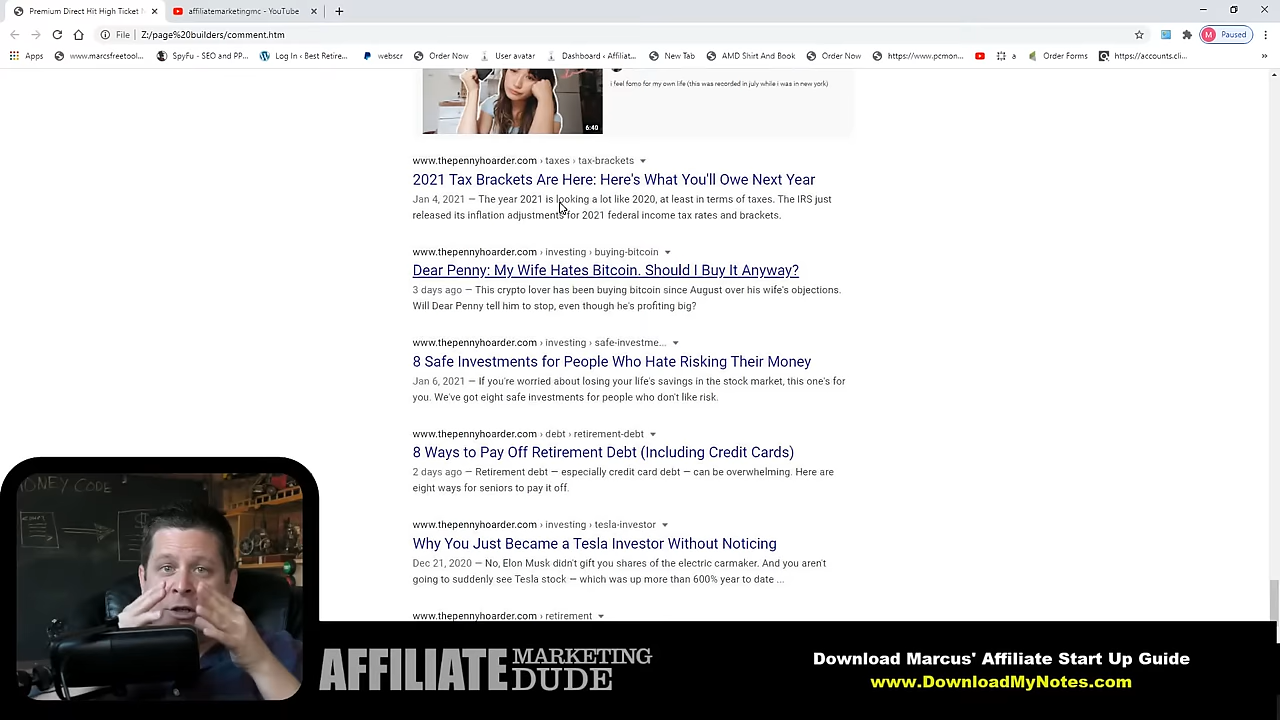 Premium Direct Hit High Ticket N
affiliatemarketingmc - YouTube
File
Z:/page%20builders/comment.htm
M
Paused
Apps
www.marcsfreetool...
SpyFu - SEO and PP...
Log In ‹ Best Retire...
webscr
Order Now
User avatar
Dashboard ‹ Affiliat...
New Tab
AMD Shirt And Book
Order Now
https://www.pcmon...
a
Order Forms
https://accounts.cli...
»
i feel fomo for my own life (this was recorded in july while i was in new york)
6:40
www.thepennyhoarder.com › taxes › tax-brackets
2021 Tax Brackets Are Here: Here's What You'll Owe Next Year
Jan 4, 2021 — The year 2021 is looking a lot like 2020, at least in terms of taxes. The IRS just
released its inflation adjustments for 2021 federal income tax rates and brackets.
www.thepennyhoarder.com › investing › buying-bitcoin
Dear Penny: My Wife Hates Bitcoin. Should I Buy It Anyway?
3 days ago — This crypto lover has been buying bitcoin since August over his wife's objections.
Will Dear Penny tell him to stop, even though he's profiting big?
www.thepennyhoarder.com › investing › safe-investme...
8 Safe Investments for People Who Hate Risking Their Money
Jan 6, 2021 — If you're worried about losing your life's savings in the stock market, this one's for
you. We've got eight safe investments for people who don't like risk.
www.thepennyhoarder.com › debt › retirement-debt
8 Ways to Pay Off Retirement Debt (Including Credit Cards)
2 days ago — Retirement debt — especially credit card debt — can be overwhelming. Here are
eight ways for seniors to pay it off.
www.thepennyhoarder.com › investing › tesla-investor
Why You Just Became a Tesla Investor Without Noticing
Dec 21, 2020 — No, Elon Musk didn't gift you shares of the electric carmaker. And you aren't
going to suddenly see Tesla stock — which was up more than 600% year to date ...
www.thepennyhoarder.com › retirement
MONEY CODE
AFFILIATE MARKETING DUDE
Download Marcus' Affiliate Start Up Guide
www.DownloadMyNotes.com